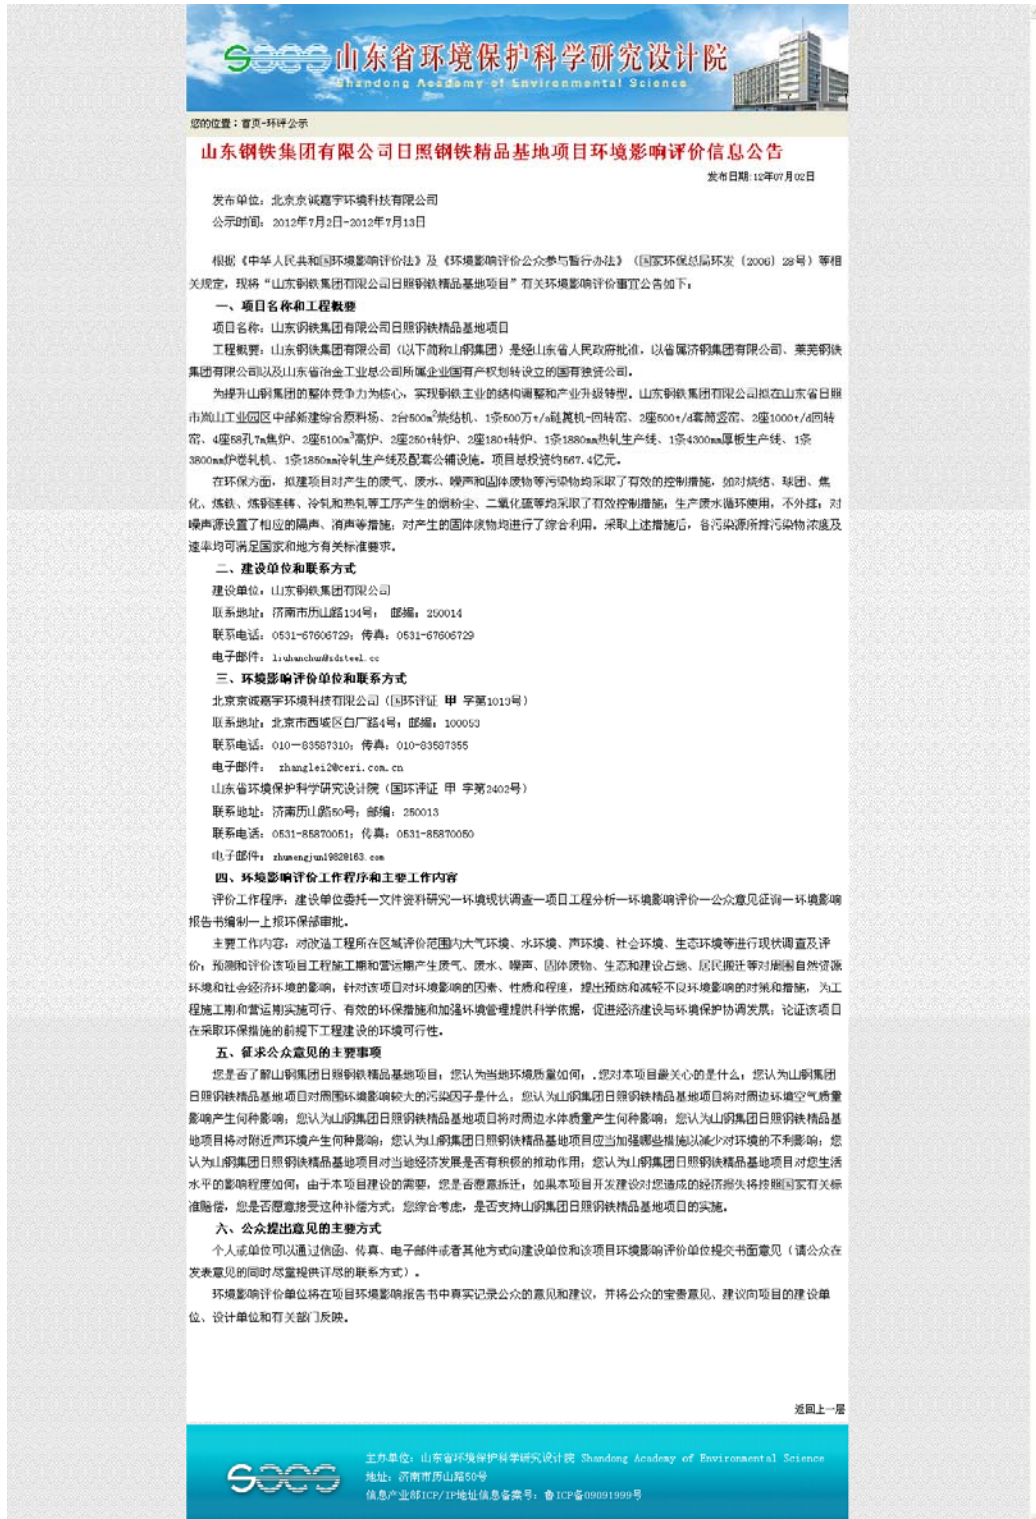 山东省环境保护科学研究设计院
Shandong Academy of Environmental Science
您的位置：首页-环评公示
山东钢铁集团有限公司日照钢铁精品基地项目环境影响评价信息公告
发布日期:12年07月02日
发布单位：北京京诚嘉宇环境科技有限公司
公示时间：2012年7月2日-2012年7月13日
根据《中华人民共和国环境影响评价法》及《环境影响评价公众参与暂行办法》（国家环保总局环发〔2006〕28号）等相
关规定，现将“山东钢铁集团有限公司日照钢铁精品基地项目”有关环境影响评价事宜公告如下：
一、项目名称和工程概要
项目名称：山东钢铁集团有限公司日照钢铁精品基地项目
工程概要：山东钢铁集团有限公司（以下简称山钢集团）是经山东省人民政府批准，以省属济钢集团有限公司、莱芜钢铁
集团有限公司以及山东省冶金工业总公司所属企业国有产权划转设立的国有独资公司。
为提升山钢集团的整体竞争力为核心，实现钢铁主业的结构调整和产业升级转型，山东钢铁集团有限公司拟在山东省日照
市岚山工业园区中部新建综合原料场、2台500m²烧结机、1条500万t/a链篦机-回转窑、2座500t/d套筒竖窑、2座1000t/d回转
窑、4座58孔7m焦炉、2座5100m³高炉、2座250t转炉、2座180t转炉、1条1880mm热轧生产线、1条4300mm厚板生产线、1条
3800mm炉卷轧机、1条1850mm冷轧生产线及配套公辅设施。项目总投资约567.4亿元。
在环保方面，拟建项目对产生的废气、废水、噪声和固体废物等污染物均采取了有效的控制措施，如对烧结、球团、焦
化、炼铁、炼钢连铸、冷轧和热轧等工序产生的烟粉尘、二氧化硫等均采取了有效控制措施；生产废水循环使用，不外排；对
噪声源设置了相应的隔声、消声等措施；对产生的固体废物均进行了综合利用。采取上述措施后，各污染源所排污染物浓度及
速率均可满足国家和地方有关标准要求。
二、建设单位和联系方式
建设单位：山东钢铁集团有限公司
联系地址：济南市历山路134号； 邮编：250014
联系电话：0531-67606729；传真：0531-67606729
电子邮件：liuhanchun@sdsteel.cc
三、环境影响评价单位和联系方式
北京京诚嘉宇环境科技有限公司（国环评证 甲 字第1013号）
联系地址：北京市西城区白广路4号；邮编：100053
联系电话：010-83587310；传真：010-83587355
电子邮件： zhanglei2@ceri.com.cn
山东省环境保护科学研究设计院（国环评证 甲 字第2402号）
联系地址：济南历山路50号；邮编：250013
联系电话：0531-85870051；传真：0531-85870050
电子邮件：zhumengjun1982@163.com
四、环境影响评价工作程序和主要工作内容
评价工作程序：建设单位委托—文件资料研究—环境现状调查—项目工程分析—环境影响评价—公众意见征询—环境影响
报告书编制—上报环保部审批。
主要工作内容：对改造工程所在区域评价范围内大气环境、水环境、声环境、社会环境、生态环境等进行现状调查及评
价；预测和评价该项目工程施工期和营运期产生废气、废水、噪声、固体废物、生态和建设占地、居民搬迁等对周围自然资源
环境和社会经济环境的影响；针对该项目对环境影响的因素、性质和程度，提出预防和减轻不良环境影响的对策和措施，为工
程施工期和营运期实施可行、有效的环保措施和加强环境管理提供科学依据，促进经济建设与环境保护协调发展；论证该项目
在采取环保措施的前提下工程建设的环境可行性。
五、征求公众意见的主要事项
您是否了解山钢集团日照钢铁精品基地项目；您认为当地环境质量如何；.您对本项目最关心的是什么；您认为山钢集团
日照钢铁精品基地项目对周围环境影响较大的污染因子是什么；您认为山钢集团日照钢铁精品基地项目将对周边环境空气质量
影响产生何种影响；您认为山钢集团日照钢铁精品基地项目将对周边水体质量产生何种影响；您认为山钢集团日照钢铁精品基
地项目将对附近声环境产生何种影响；您认为山钢集团日照钢铁精品基地项目应当加强哪些措施以减少对环境的不利影响；您
认为山钢集团日照钢铁精品基地项目对当地经济发展是否有积极的推动作用；您认为山钢集团日照钢铁精品基地项目对您生活
水平的影响程度如何；由于本项目建设的需要，您是否愿意拆迁；如果本项目开发建设对您造成的经济损失将按照国家有关标
准赔偿，您是否愿意接受这种补偿方式；您综合考虑，是否支持山钢集团日照钢铁精品基地项目的实施。
六、公众提出意见的主要方式
个人或单位可以通过信函、传真、电子邮件或者其他方式向建设单位和该项目环境影响评价单位提交书面意见（请公众在
发表意见的同时尽量提供详尽的联系方式）。
环境影响评价单位将在项目环境影响报告书中真实记录公众的意见和建议，并将公众的宝贵意见、建议向项目的建设单
位、设计单位和有关部门反映。
返回上一层
主办单位：山东省环境保护科学研究设计院 Shandong Academy of Environmental Science
地址：济南市历山路50号
信息产业部ICP/IP地址信息备案号：鲁ICP备09091999号